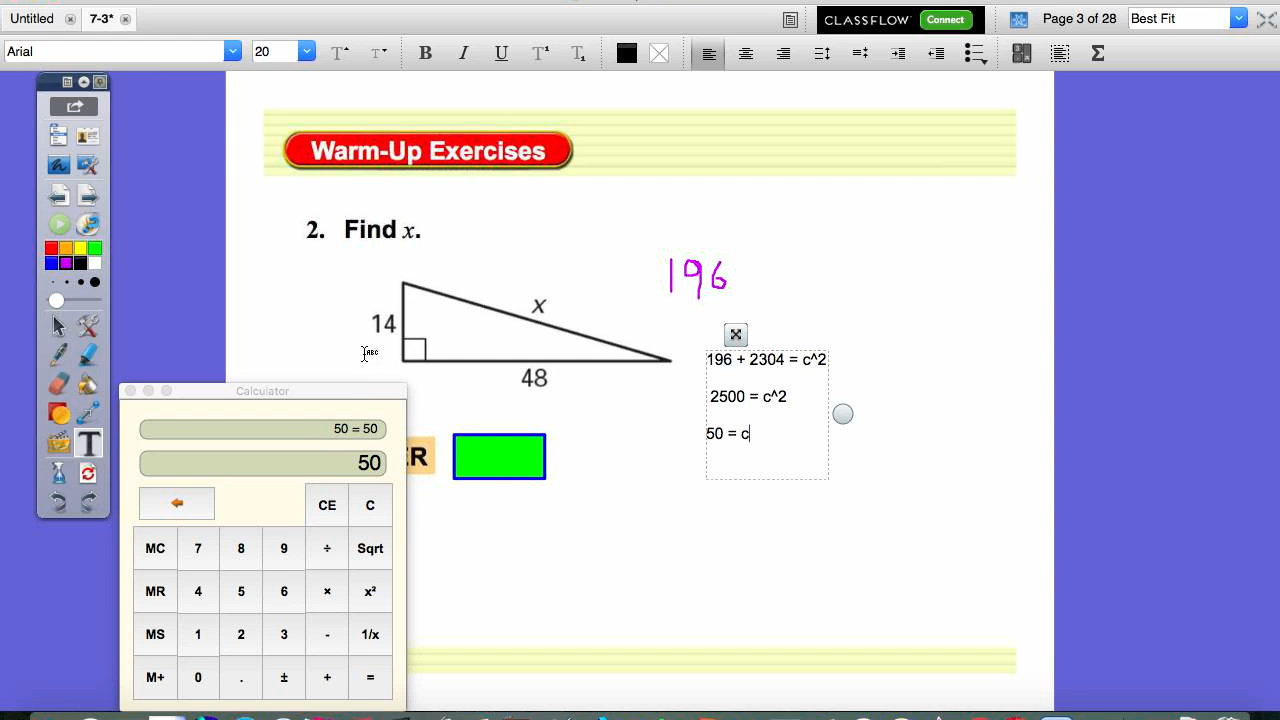 Untitled
7-3*
CLASSFLOW
Connect
Page 3 of 28
Best Fit
Arial
20
B I U T T
Warm-Up Exercises
2. Find x.
196
14
x
48
ABC
196 + 2304 = c^2
2500 = c^2
50 = c
ER
Calculator
50 = 50
50
CE C
MC 7 8 9 ÷ Sqrt
MR 4 5 6 × x²
MS 1 2 3 - 1/x
M+ 0 . ± + =
T